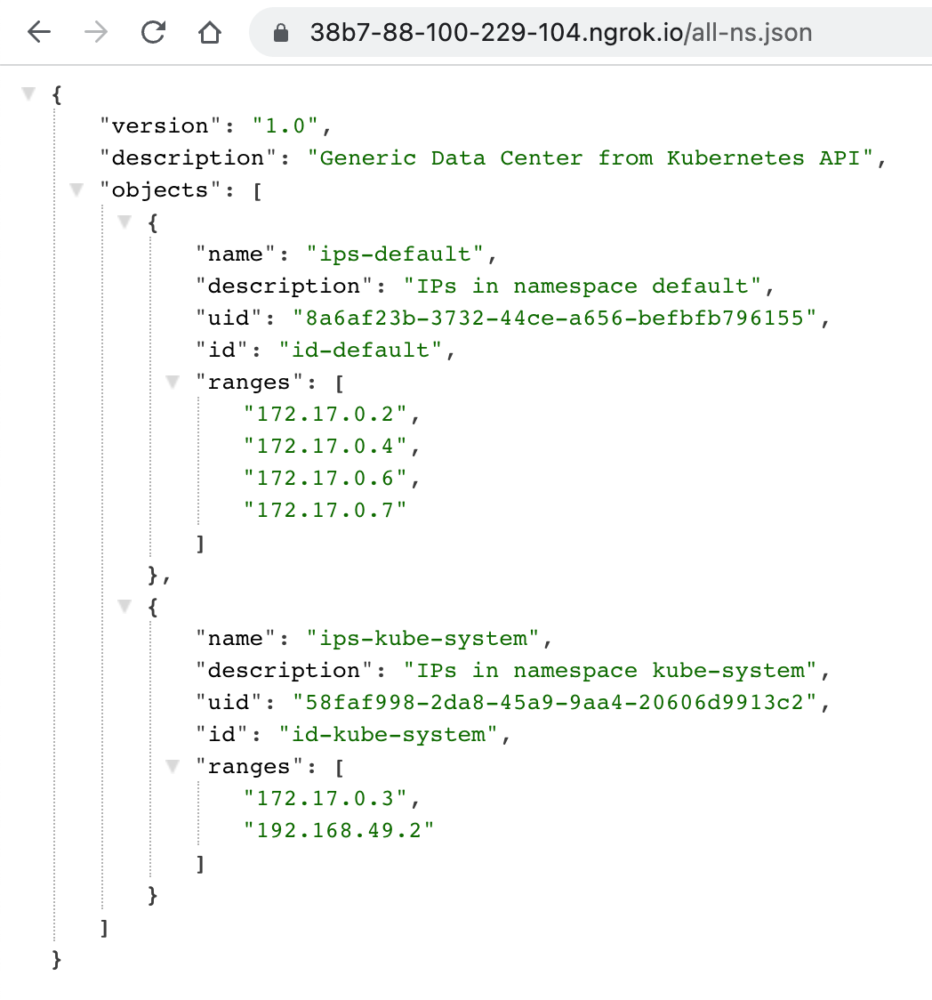 38b7-88-100-229-104.ngrok.io/all-ns.json
{
"version": "1.0",
"description": "Generic Data Center from Kubernetes API",
"objects": [
{
"name": "ips-default",
"description": "IPs in namespace default",
"uid": "8a6af23b-3732-44ce-a656-befbfb796155",
"id": "id-default",
"ranges": [
"172.17.0.2",
"172.17.0.4",
"172.17.0.6",
"172.17.0.7"
]
},
{
"name": "ips-kube-system",
"description": "IPs in namespace kube-system",
"uid": "58faf998-2da8-45a9-9aa4-20606d9913c2",
"id": "id-kube-system",
"ranges": [
"172.17.0.3",
"192.168.49.2"
]
}
]
}